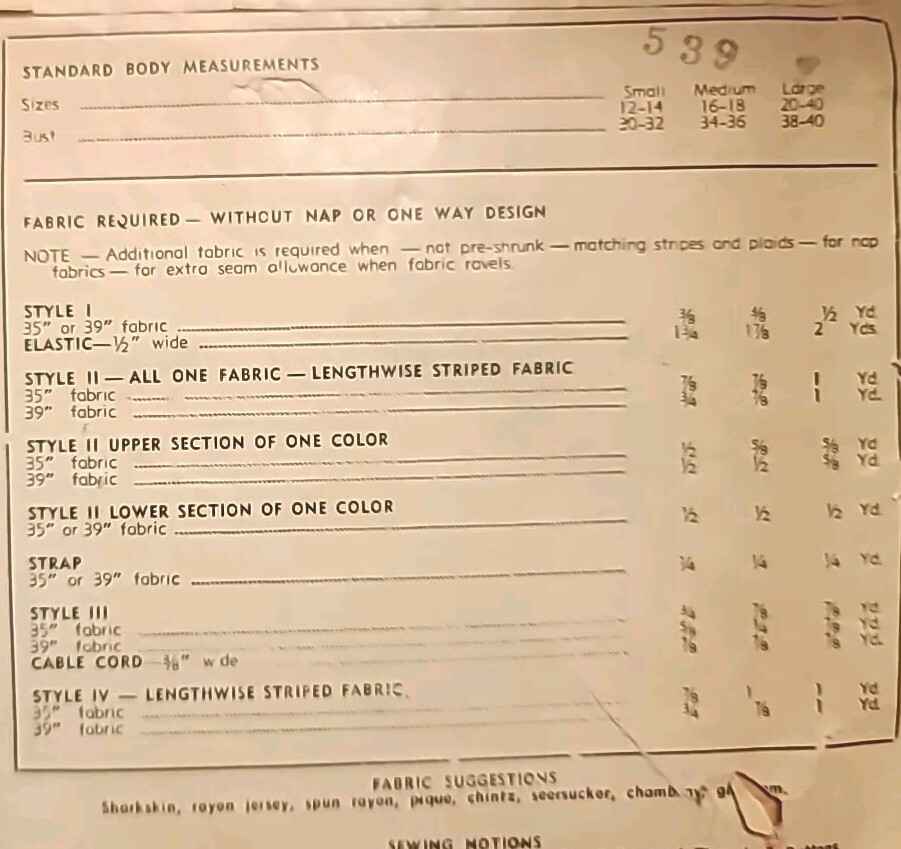 539
STANDARD BODY MEASUREMENTS
Small Medium Large
Sizes 12-14 16-18 20-40
Bust 30-32 34-36 38-40
FABRIC REQUIRED — WITHOUT NAP OR ONE WAY DESIGN
NOTE — Additional fabric is required when — not pre-shrunk — matching stripes and plaids — for nap
fabrics — for extra seam allowance when fabric ravels.
STYLE I
35" or 39" fabric ⅜ ⅜ ½ Yd.
ELASTIC—½" wide 1¾ 1⅞ 2 Yds.
STYLE II — ALL ONE FABRIC — LENGTHWISE STRIPED FABRIC
35" fabric ⅞ ⅞ 1 Yd.
39" fabric ¾ ⅞ 1 Yd.
STYLE II UPPER SECTION OF ONE COLOR
35" fabric ½ ⅝ ⅝ Yd.
39" fabric ½ ½ ⅝ Yd.
STYLE II LOWER SECTION OF ONE COLOR
35" or 39" fabric ½ ½ ½ Yd.
STRAP
35" or 39" fabric ¼ ¼ ¼ Yd.
STYLE III
35" fabric ¾ ⅞ ⅞ Yd.
39" fabric ⅝ ¾ ⅞ Yd.
CABLE CORD—⅜" wide ⅞ ⅞ ⅞ Yd.
STYLE IV — LENGTHWISE STRIPED FABRIC.
35" fabric ⅞ 1 1 Yd.
39" fabric ¾ ⅞ 1 Yd.
FABRIC SUGGESTIONS
Sharkskin, rayon jersey, spun rayon, pique, chintz, seersucker, chambray,
SEWING NOTIONS